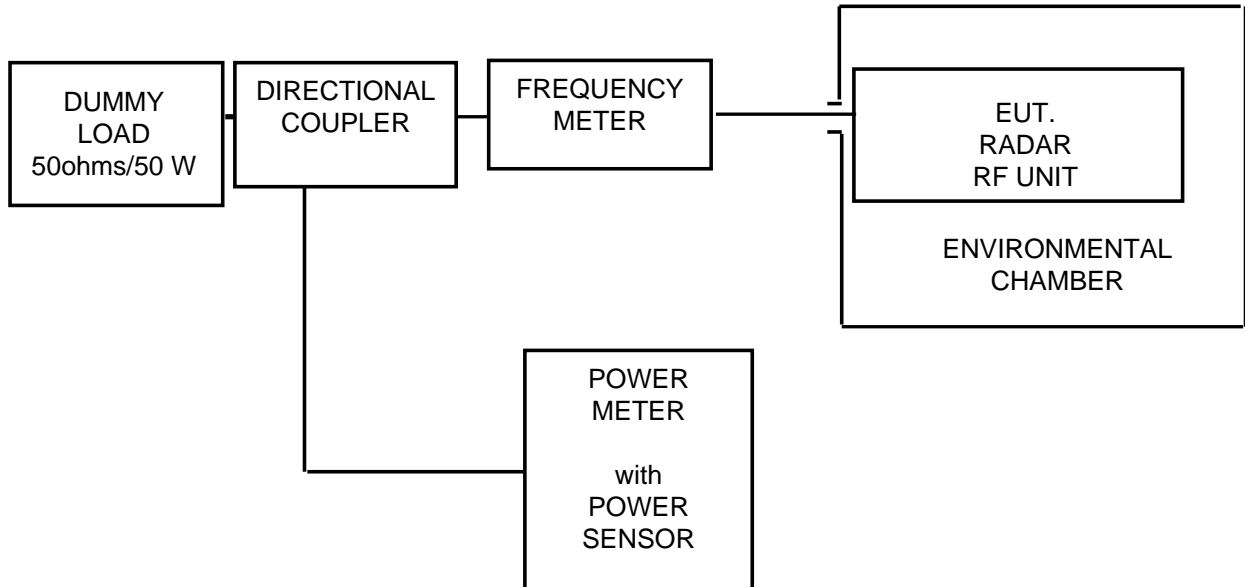 DUMMY
LOAD
50ohms/50 W
DIRECTIONAL
COUPLER
FREQUENCY
METER
EUT.
RADAR
RF UNIT
ENVIRONMENTAL
CHAMBER
POWER
METER
with
POWER
SENSOR